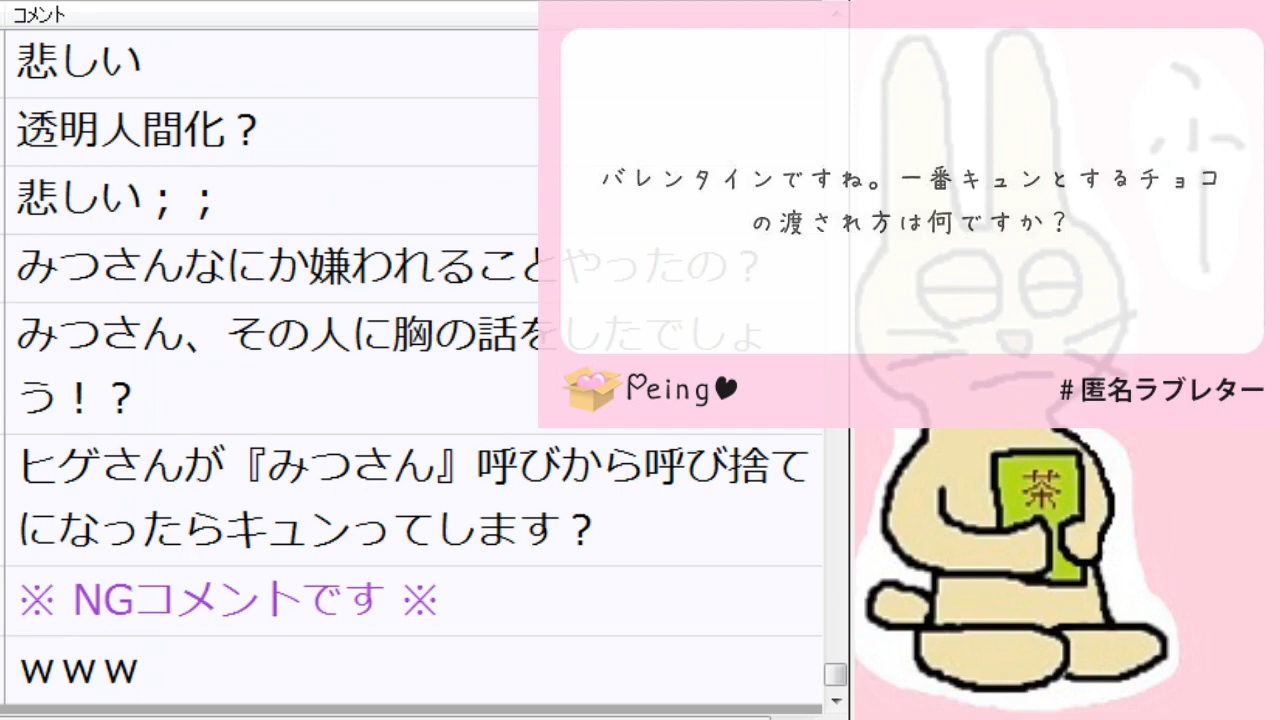 コメント
悲しい
透明人間化？
悲しい；；
みつさんなにか嫌われることやったの？
みつさん、その人に胸の話をしたでしょ
う！？
ヒゲさんが『みつさん』呼びから呼び捨て
になったらキュンってします？
※ NGコメントです ※
ｗｗｗ
バレンタインですね。一番キュンとするチョコ
の渡され方は何ですか？
Peing
#匿名ラブレター
茶